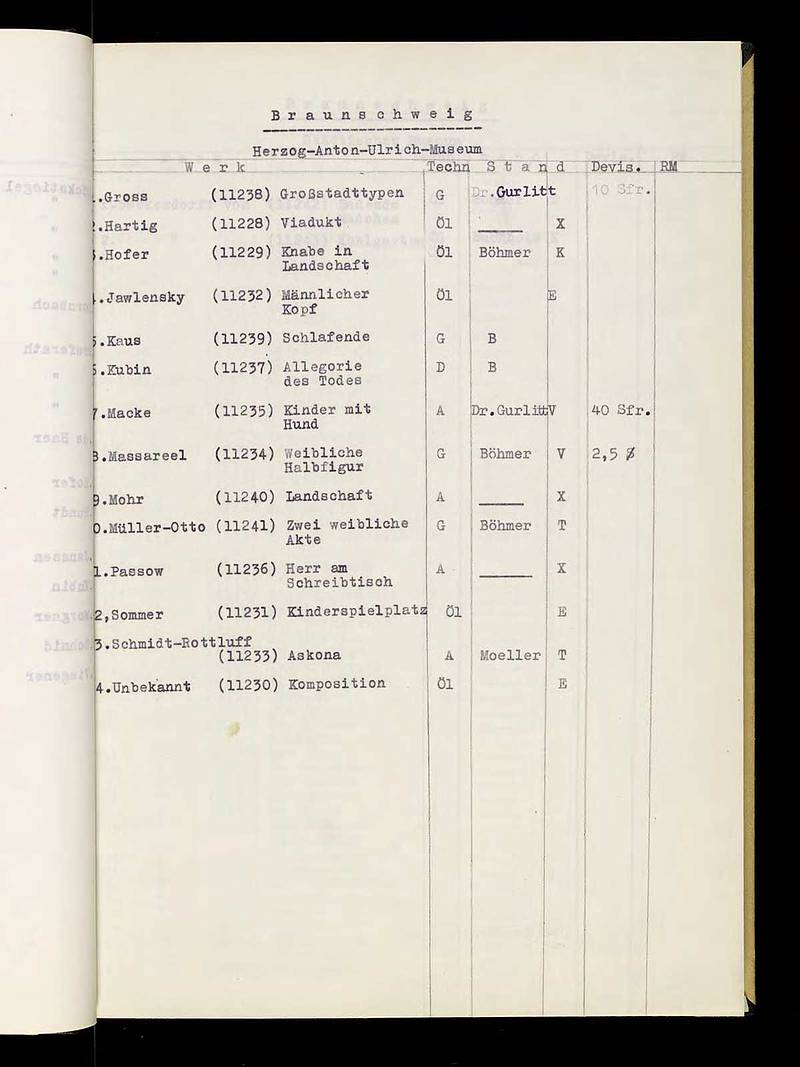 B r a u n s c h w e i g
Herzog-Anton-Ulrich-Museum
W e r k Techn S t a n d Devis. RM
.Gross (11238) Großstadttypen G Dr.Gurlitt 10 Sfr.
.Hartig (11228) Viadukt Öl X
.Hofer (11229) Knabe in Öl Böhmer K
Landschaft
.Jawlensky (11232) Männlicher Öl E
Kopf
5.Kaus (11239) Schlafende G B
6.Kubin (11237) Allegorie D B
des Todes
7.Macke (11235) Kinder mit A Dr.Gurlitt V 40 Sfr.
Hund
8.Massareel (11234) Weibliche G Böhmer V 2,5 $
Halbfigur
9.Mohr (11240) Landschaft A X
0.Müller-Otto (11241) Zwei weibliche G Böhmer T
Akte
1.Passow (11236) Herr am A X
Schreibtisch
2,Sommer (11231) Kinderspielplatz Öl E
3.Schmidt-Rottluff
(11233) Askona A Moeller T
4.Unbekannt (11230) Komposition Öl E